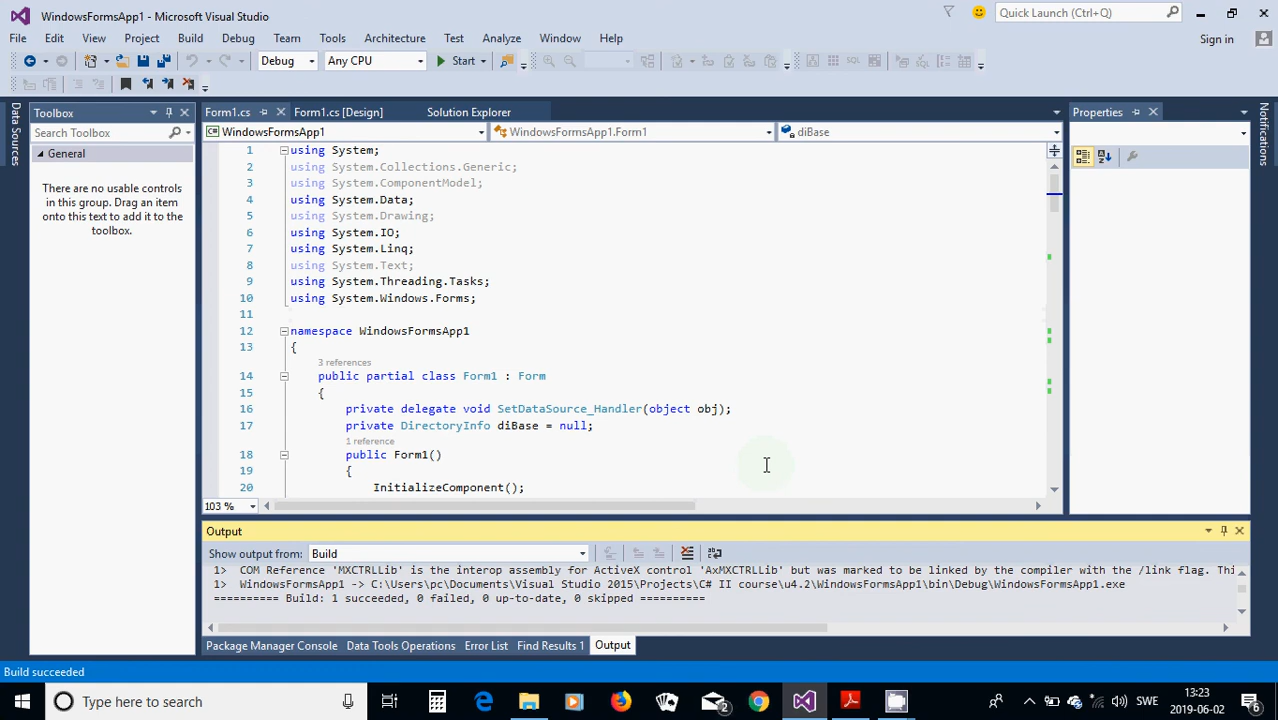 WindowsFormsApp1 - Microsoft Visual Studio
Quick Launch (Ctrl+Q)
File Edit View Project Build Debug Team Tools Architecture Test Analyze Window Help
Sign in
Debug Any CPU Start
Toolbox
Form1.cs Form1.cs [Design] Solution Explorer
Properties
Search Toolbox
WindowsFormsApp1 WindowsFormsApp1.Form1 diBase
General
There are no usable controls
in this group. Drag an item
onto this text to add it to the
toolbox.
Data Sources
Notifications
1 using System;
2 using System.Collections.Generic;
3 using System.ComponentModel;
4 using System.Data;
5 using System.Drawing;
6 using System.IO;
7 using System.Linq;
8 using System.Text;
9 using System.Threading.Tasks;
10 using System.Windows.Forms;
11
12 namespace WindowsFormsApp1
13 {
3 references
14 public partial class Form1 : Form
15 {
16 private delegate void SetDataSource_Handler(object obj);
17 private DirectoryInfo diBase = null;
1 reference
18 public Form1()
19 {
20 InitializeComponent();
103 %
Output
Show output from: Build
1> COM Reference 'MXCTRLLib' is the interop assembly for ActiveX control 'AxMXCTRLLib' but was marked to be linked by the compiler with the /link flag. Thi
1> WindowsFormsApp1 -> C:\Users\pc\Documents\Visual Studio 2015\Projects\C# II course\u4.2\WindowsFormsApp1\bin\Debug\WindowsFormsApp1.exe
========== Build: 1 succeeded, 0 failed, 0 up-to-date, 0 skipped ==========
Package Manager Console Data Tools Operations Error List Find Results 1 Output
Build succeeded
Type here to search
2
SWE
13:23
2019-06-02
6